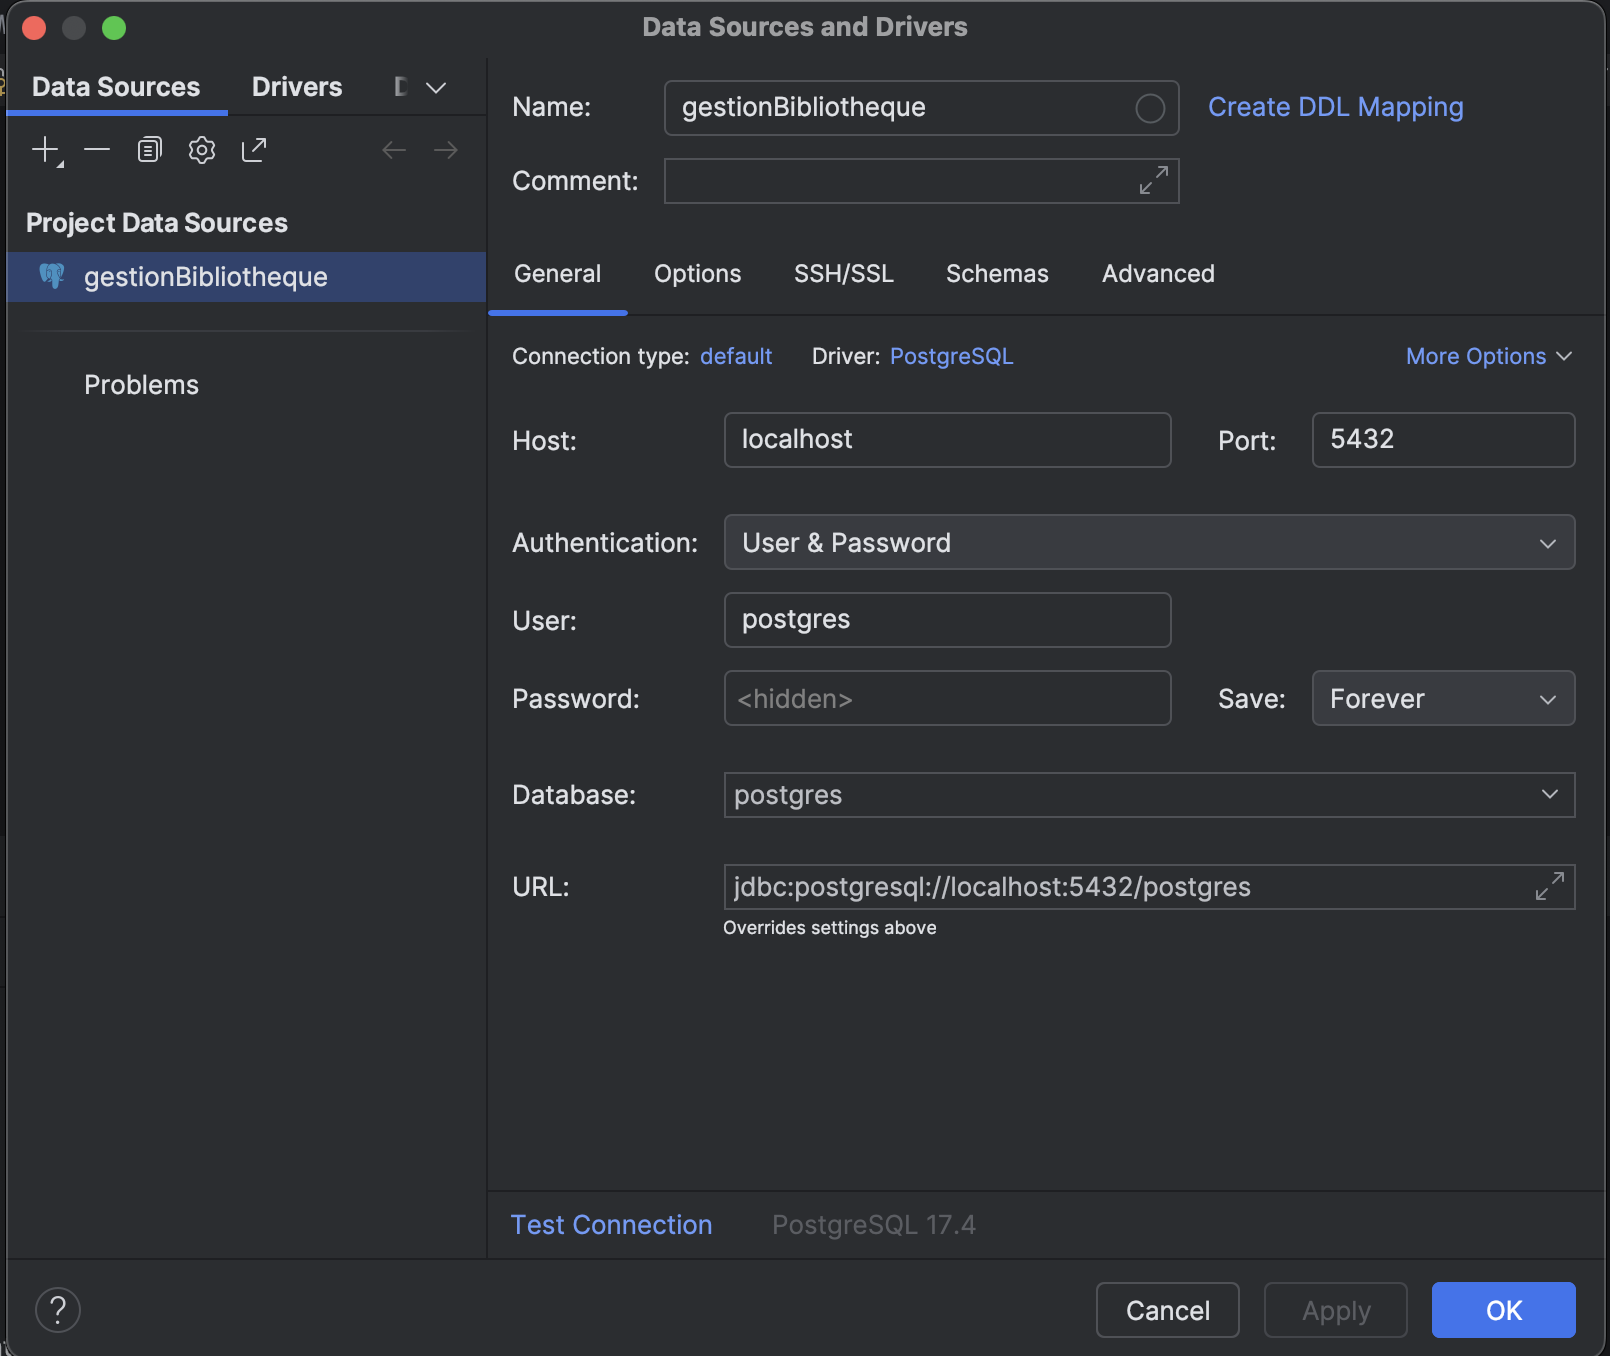 Data Sources and Drivers
Data Sources Drivers
Project Data Sources
gestionBibliotheque
Problems
Name: gestionBibliotheque Create DDL Mapping
Comment:
General Options SSH/SSL Schemas Advanced
Connection type: default Driver: PostgreSQL More Options
Host: localhost Port: 5432
Authentication: User & Password
User: postgres
Password: <hidden> Save: Forever
Database: postgres
URL: jdbc:postgresql://localhost:5432/postgres
Overrides settings above
Test Connection PostgreSQL 17.4
? Cancel Apply OK